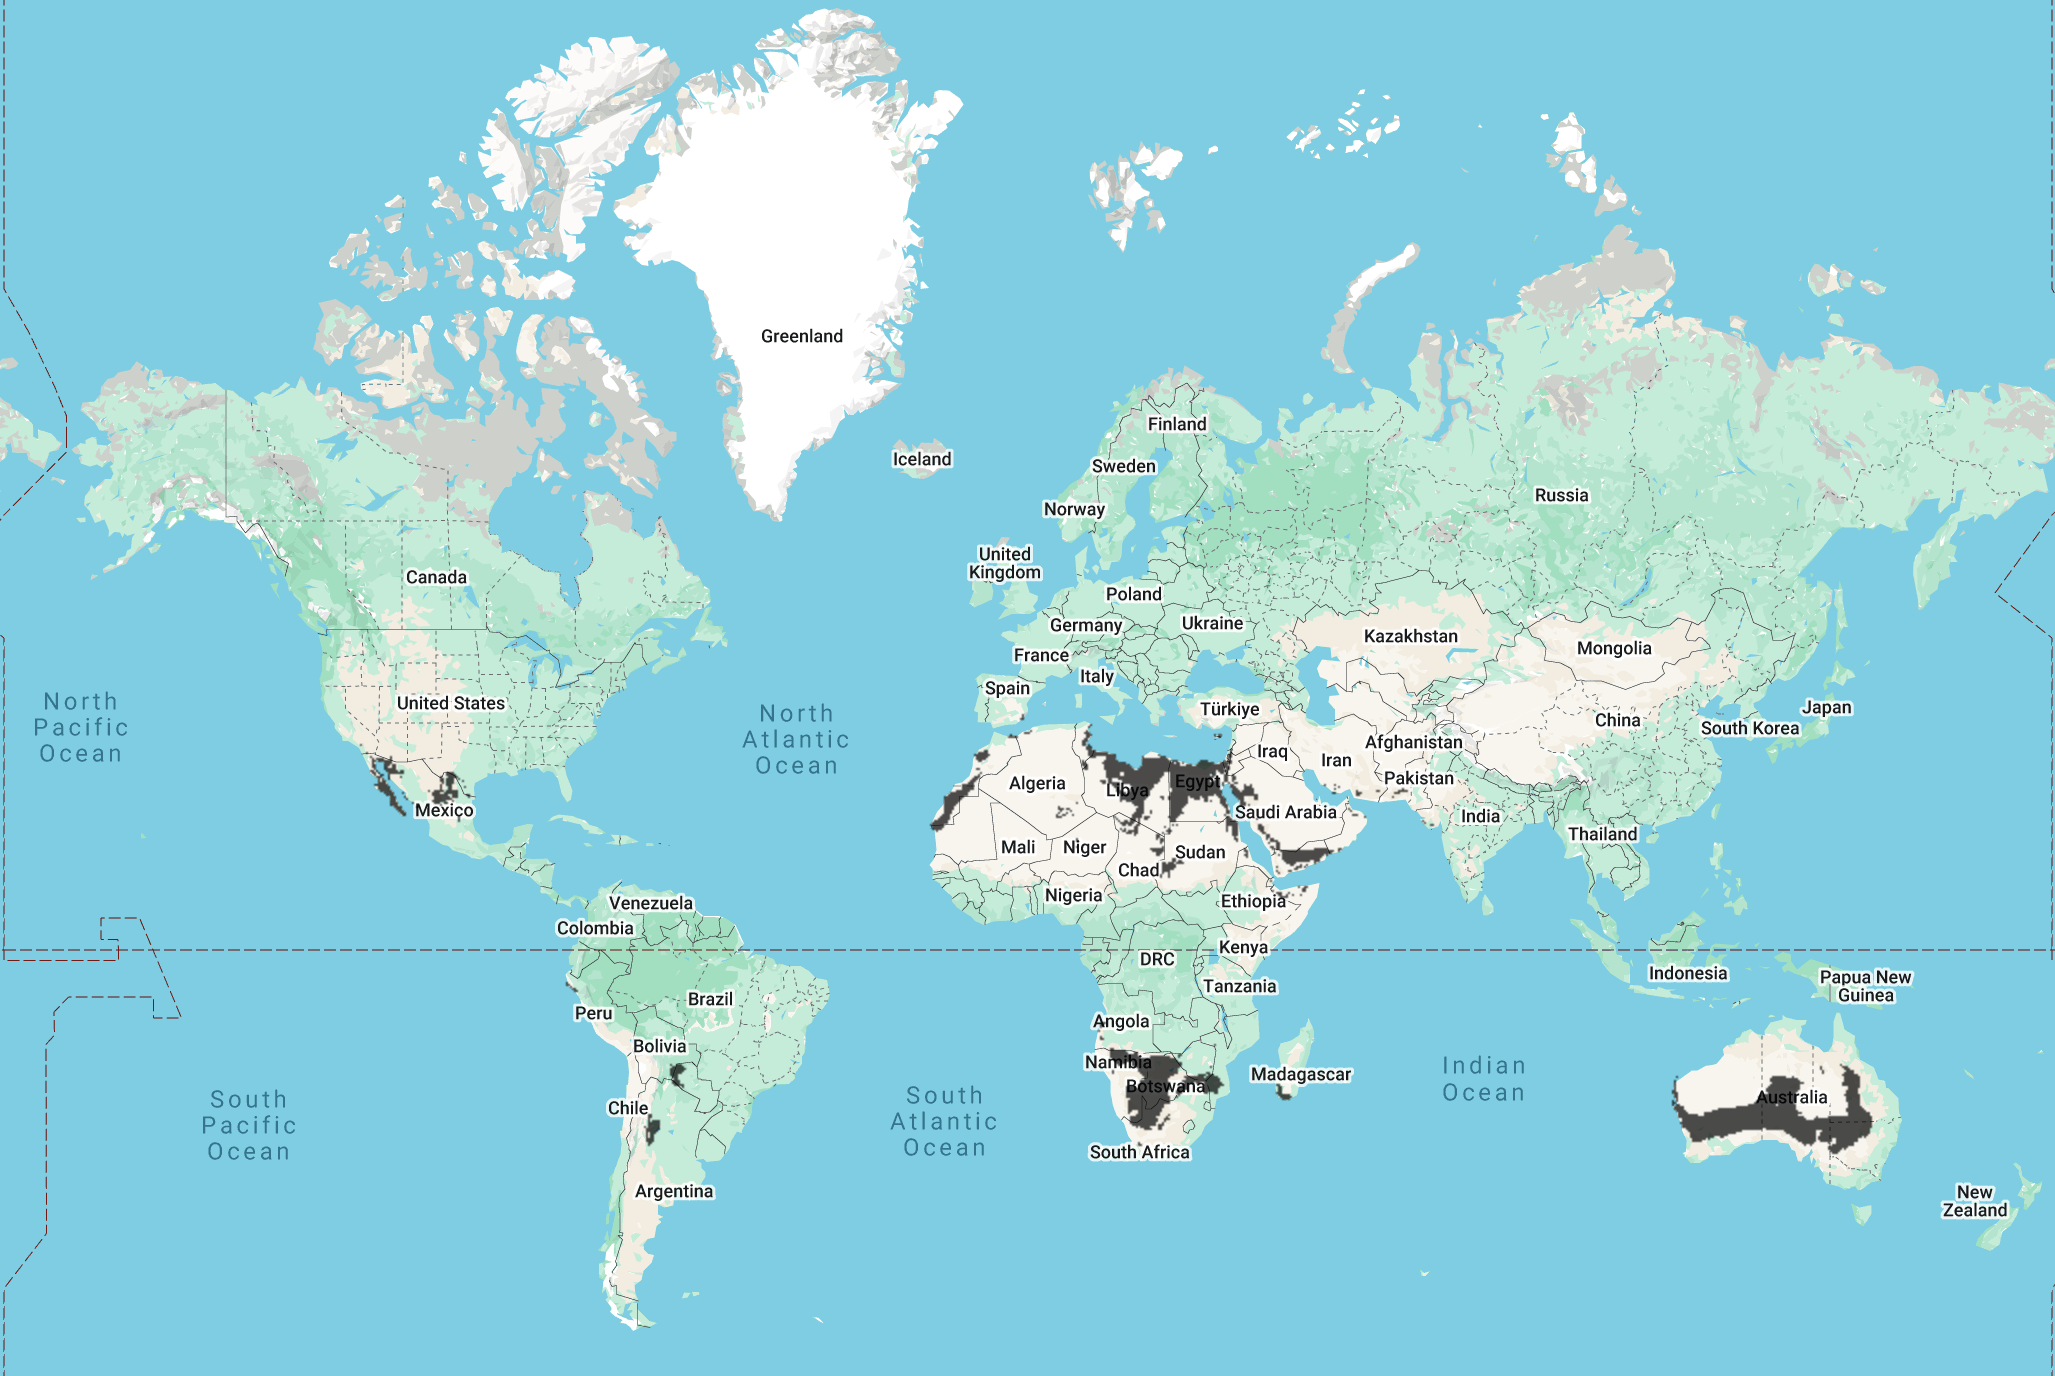 Greenland
Finland
Iceland
Sweden
Russia
Norway
United
Kingdom
Canada
Poland
Germany
Ukraine
Kazakhstan
Mongolia
France
Italy
Spain
United States
Türkiye
China
Japan
South Korea
North
Pacific
Ocean
North
Atlantic
Ocean
Iraq
Iran
Afghanistan
Pakistan
Algeria
Libya
Egypt
Mexico
Saudi Arabia
India
Thailand
Mali
Niger
Sudan
Chad
Nigeria
Ethiopia
Venezuela
Colombia
Kenya
DRC
Indonesia
Papua New
Guinea
Tanzania
Brazil
Peru
Angola
Bolivia
Namibia
Botswana
Madagascar
Indian
Ocean
Australia
Chile
South
Pacific
Ocean
South
Atlantic
Ocean
South Africa
Argentina
New
Zealand